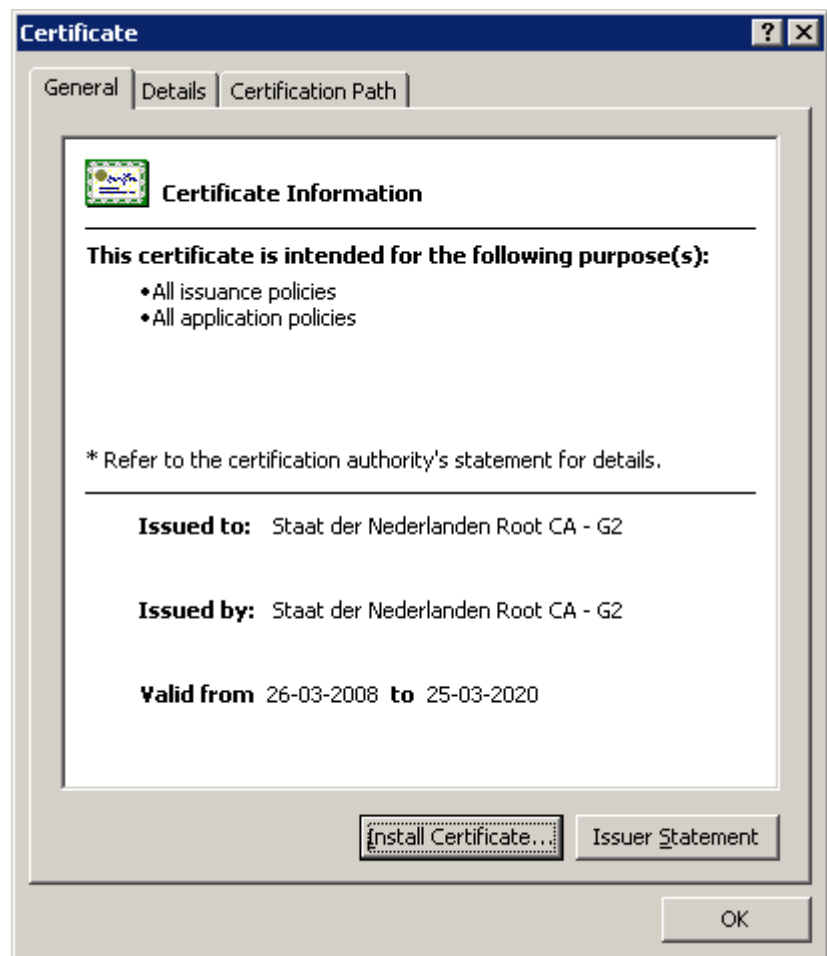 Certificate
General Details Certification Path
Certificate Information
This certificate is intended for the following purpose(s):
•All issuance policies
•All application policies
* Refer to the certification authority's statement for details.
Issued to: Staat der Nederlanden Root CA - G2
Issued by: Staat der Nederlanden Root CA - G2
Valid from 26-03-2008 to 25-03-2020
Install Certificate... Issuer Statement
OK